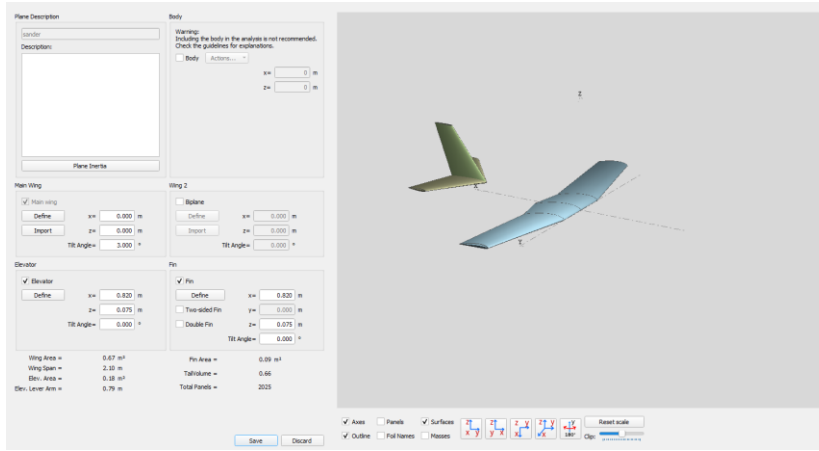 Plane Description
sander
Description:
Plane Inertia
Body
Warning:
Including the body in the analysis is not recommended.
Check the guidelines for explanations.
Body Actions...
x= 0 m
z= 0 m
Main Wing
Main wing
Define x= 0.000 m
Import z= 0.000 m
Tilt Angle= 3.000 °
Wing 2
Biplane
Define x= 0.000 m
Import z= 0.000 m
Tilt Angle= 0.000 °
Elevator
Elevator
Define x= 0.820 m
z= 0.075 m
Tilt Angle= 0.000 °
Fin
Fin
Define x= 0.820 m
Two-sided Fin y= 0.000 m
Double Fin z= 0.075 m
Tilt Angle= 0.000 °
Wing Area = 0.67 m²
Wing Span = 2.10 m
Elev. Area = 0.18 m²
Elev. Lever Arm = 0.79 m
Fin Area = 0.09 m²
TailVolume = 0.66
Total Panels = 2025
Save Discard
Z
X
Y
Axes Panels Surfaces
Outline Foil Names Masses
z x y
z y x
z y x
z y x
y 180°
Reset scale
Clip: